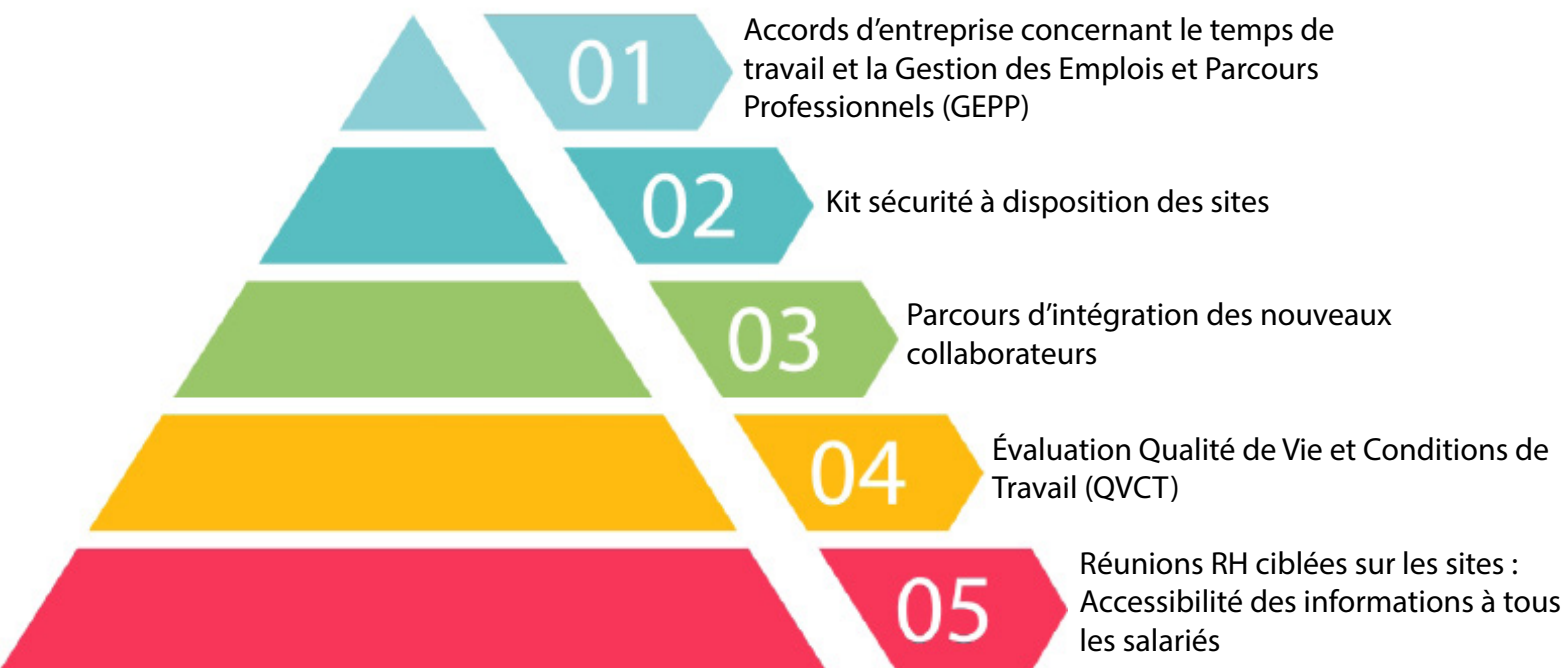 01
Accords d’entreprise concernant le temps de
travail et la Gestion des Emplois et Parcours
Professionnels (GEPP)
02
Kit sécurité à disposition des sites
03
Parcours d’intégration des nouveaux
collaborateurs
04
Évaluation Qualité de Vie et Conditions de
Travail (QVCT)
05
Réunions RH ciblées sur les sites :
Accessibilité des informations à tous
les salariés